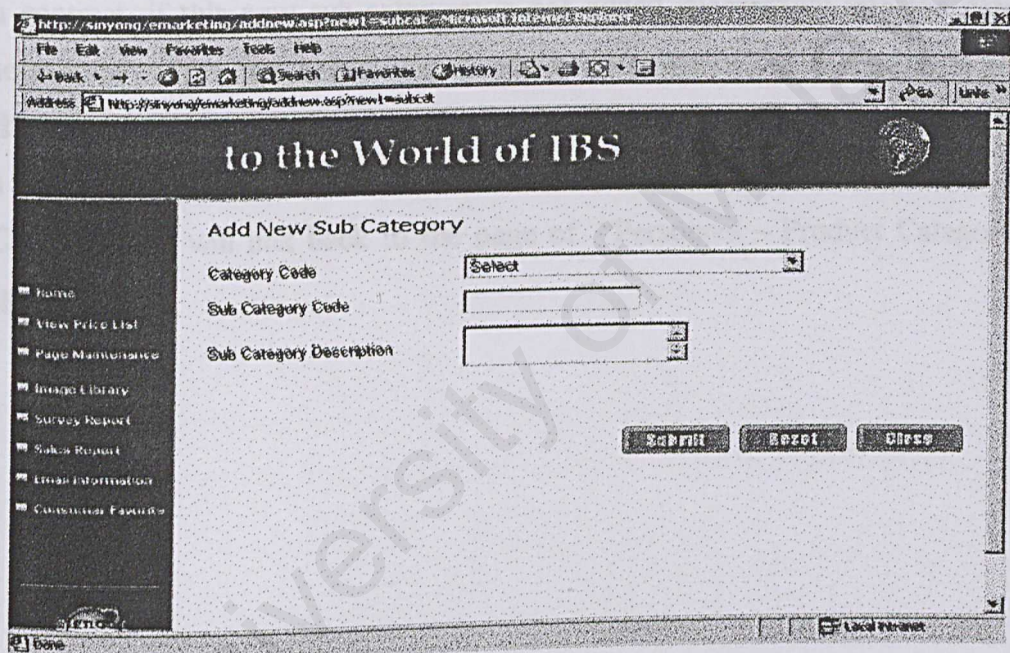 http://sinyong/emarketing/addnew.asp?new1=subcat - Microsoft Internet Explorer
File Edit View Favorites Tools Help
Back Search Favorites History
Address http://sinyong/emarketing/addnew.asp?new1=subcat Go Links »
to the World of IBS
Add New Sub Category
Category Code Select
Sub Category Code
Sub Category Description
Submit Reset Close
Home
View Price List
Page Maintenance
Image Library
Survey Report
Sales Report
Email Information
Consumer Favorite
Done Local intranet
University of Mala